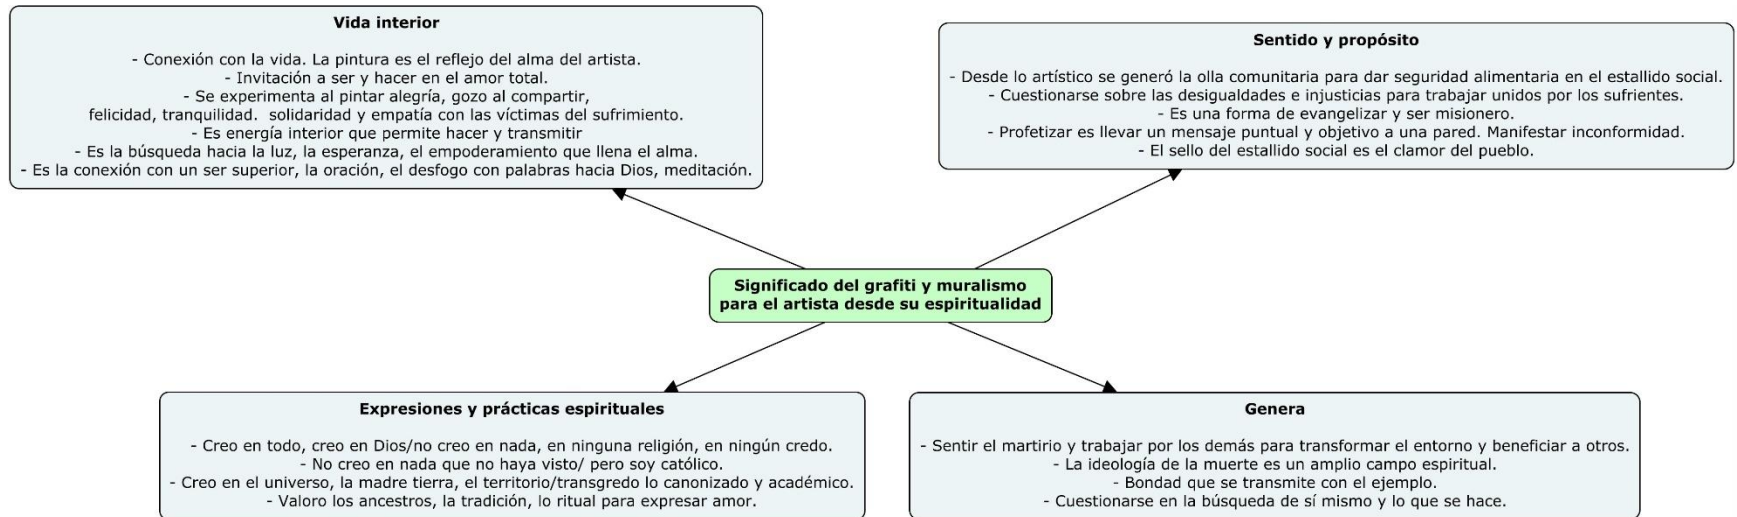 Vida interior
- Conexión con la vida. La pintura es el reflejo del alma del artista.
- Invitación a ser y hacer en el amor total.
- Se experimenta al pintar alegría, gozo al compartir,
felicidad, tranquilidad. solidaridad y empatía con las víctimas del sufrimiento.
- Es energía interior que permite hacer y transmitir
- Es la búsqueda hacia la luz, la esperanza, el empoderamiento que llena el alma.
- Es la conexión con un ser superior, la oración, el desfogo con palabras hacia Dios, meditación.
Sentido y propósito
- Desde lo artístico se generó la olla comunitaria para dar seguridad alimentaria en el estallido social.
- Cuestionarse sobre las desigualdades e injusticias para trabajar unidos por los sufrientes.
- Es una forma de evangelizar y ser misionero.
- Profetizar es llevar un mensaje puntual y objetivo a una pared. Manifestar inconformidad.
- El sello del estallido social es el clamor del pueblo.
Significado del grafiti y muralismo
para el artista desde su espiritualidad
Expresiones y prácticas espirituales
- Creo en todo, creo en Dios/no creo en nada, en ninguna religión, en ningún credo.
- No creo en nada que no haya visto/ pero soy católico.
- Creo en el universo, la madre tierra, el territorio/transgredo lo canonizado y académico.
- Valoro los ancestros, la tradición, lo ritual para expresar amor.
Genera
- Sentir el martirio y trabajar por los demás para transformar el entorno y beneficiar a otros.
- La ideología de la muerte es un amplio campo espiritual.
- Bondad que se transmite con el ejemplo.
- Cuestionarse en la búsqueda de sí mismo y lo que se hace.